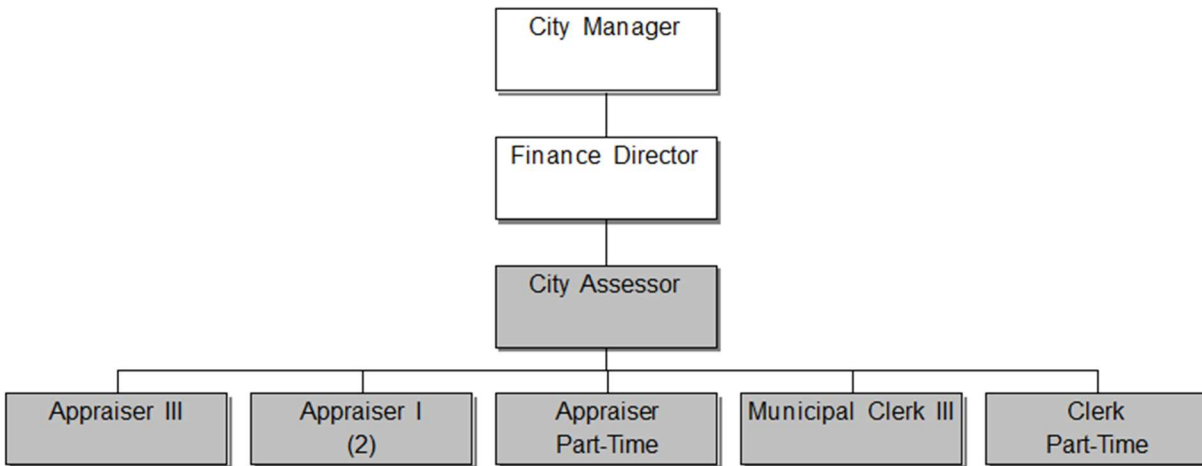 City Manager
Finance Director
City Assessor
Appraiser III
Appraiser I
(2)
Appraiser
Part-Time
Municipal Clerk III
Clerk
Part-Time